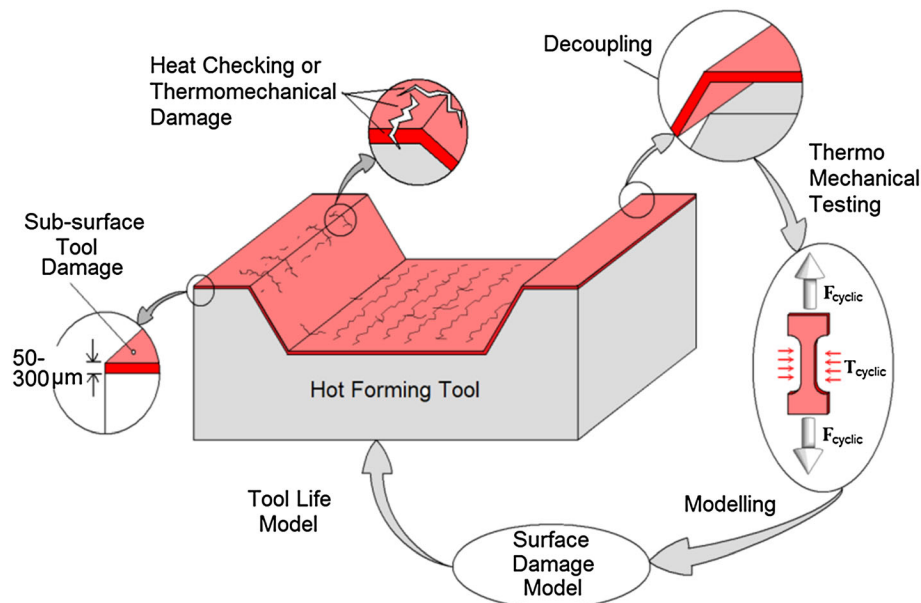 Heat Checking or
Thermomechanical
Damage
Decoupling
Thermo
Mechanical
Testing
Sub-surface
Tool
Damage
50-
300μm
Hot Forming Tool
Fcyclic
Tcyclic
Fcyclic
Tool Life
Model
Modelling
Surface
Damage
Model